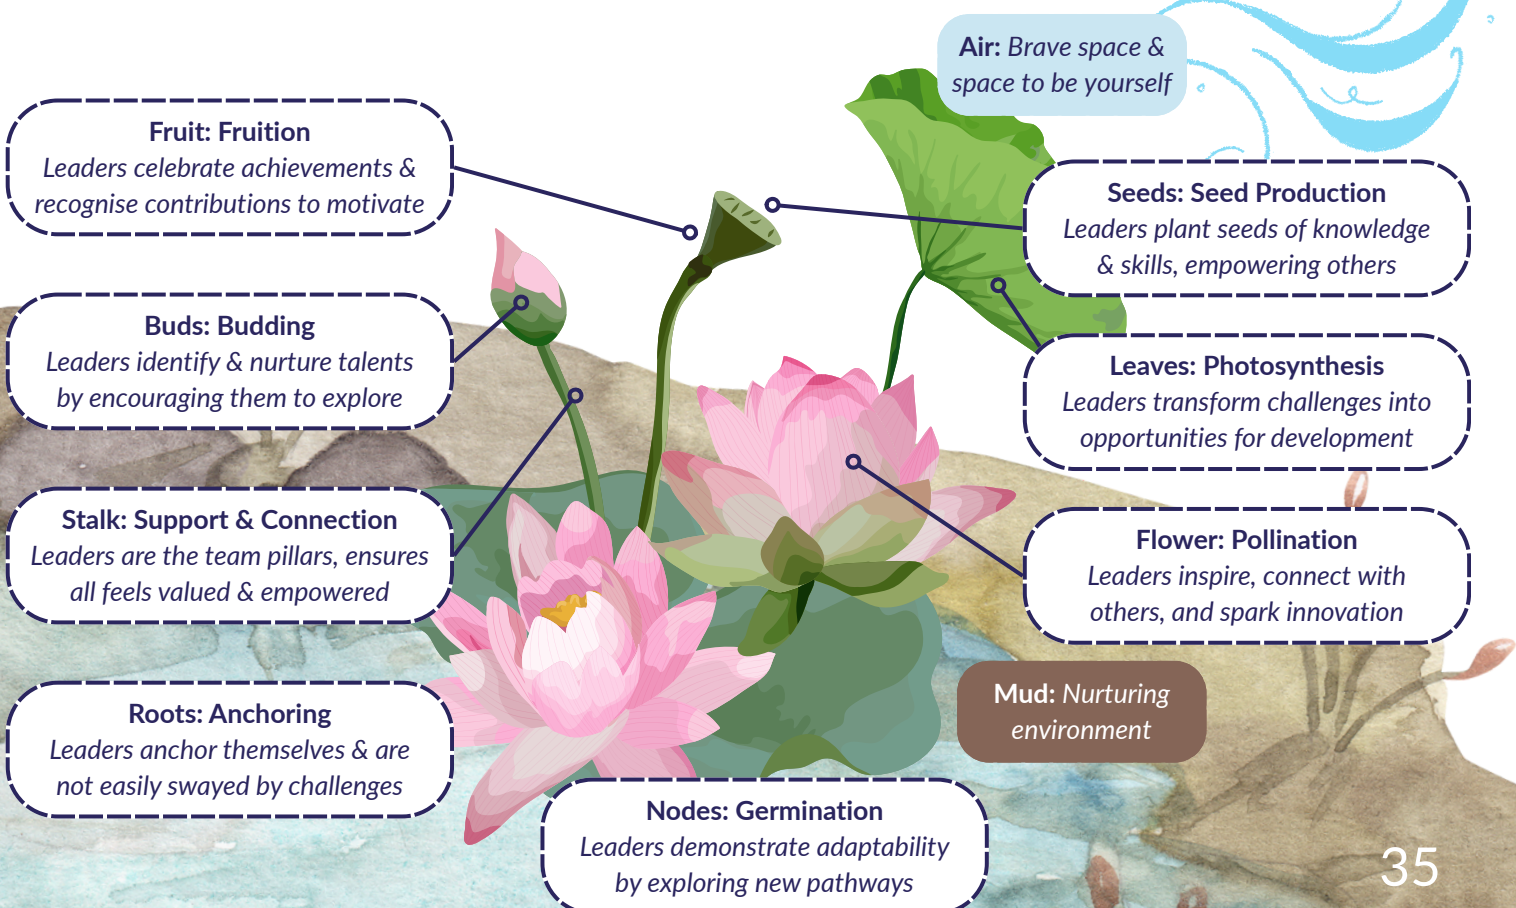 Air: Brave space &
space to be yourself
Fruit: Fruition
Leaders celebrate achievements &
recognise contributions to motivate
Seeds: Seed Production
Leaders plant seeds of knowledge
& skills, empowering others
Buds: Budding
Leaders identify & nurture talents
by encouraging them to explore
Leaves: Photosynthesis
Leaders transform challenges into
opportunities for development
Stalk: Support & Connection
Leaders are the team pillars, ensures
all feels valued & empowered
Flower: Pollination
Leaders inspire, connect with
others, and spark innovation
Mud: Nurturing
environment
Roots: Anchoring
Leaders anchor themselves & are
not easily swayed by challenges
Nodes: Germination
Leaders demonstrate adaptability
by exploring new pathways
35